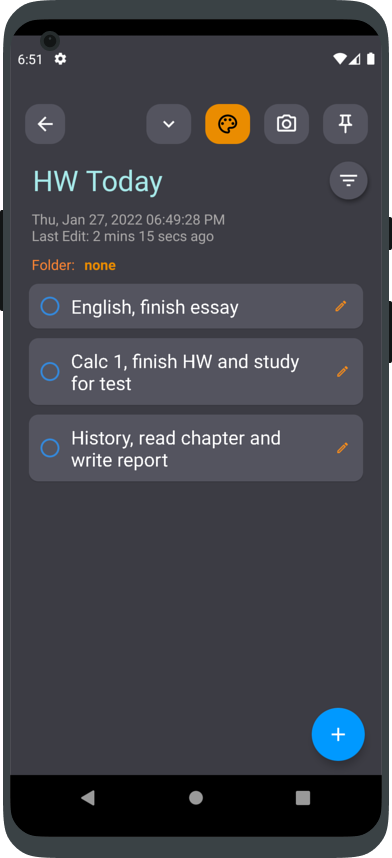 6:51
HW Today
Thu, Jan 27, 2022 06:49:28 PM
Last Edit: 2 mins 15 secs ago
Folder: none
English, finish essay
Calc 1, finish HW and study
for test
History, read chapter and
write report